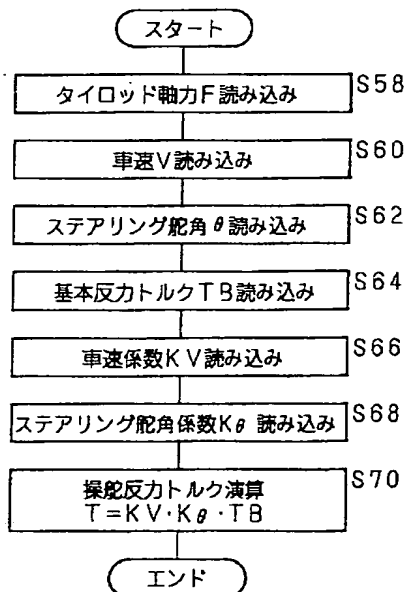 スタート
タイロッド軸力F読み込み S58
車速V読み込み S60
ステアリング舵角θ読み込み S62
基本反力トルクTB読み込み S64
車速係数KV読み込み S66
ステアリング舵角係数Kθ 読み込み S68
操舵反力トルク演算 S70
T=KV・Kθ・TB
エンド